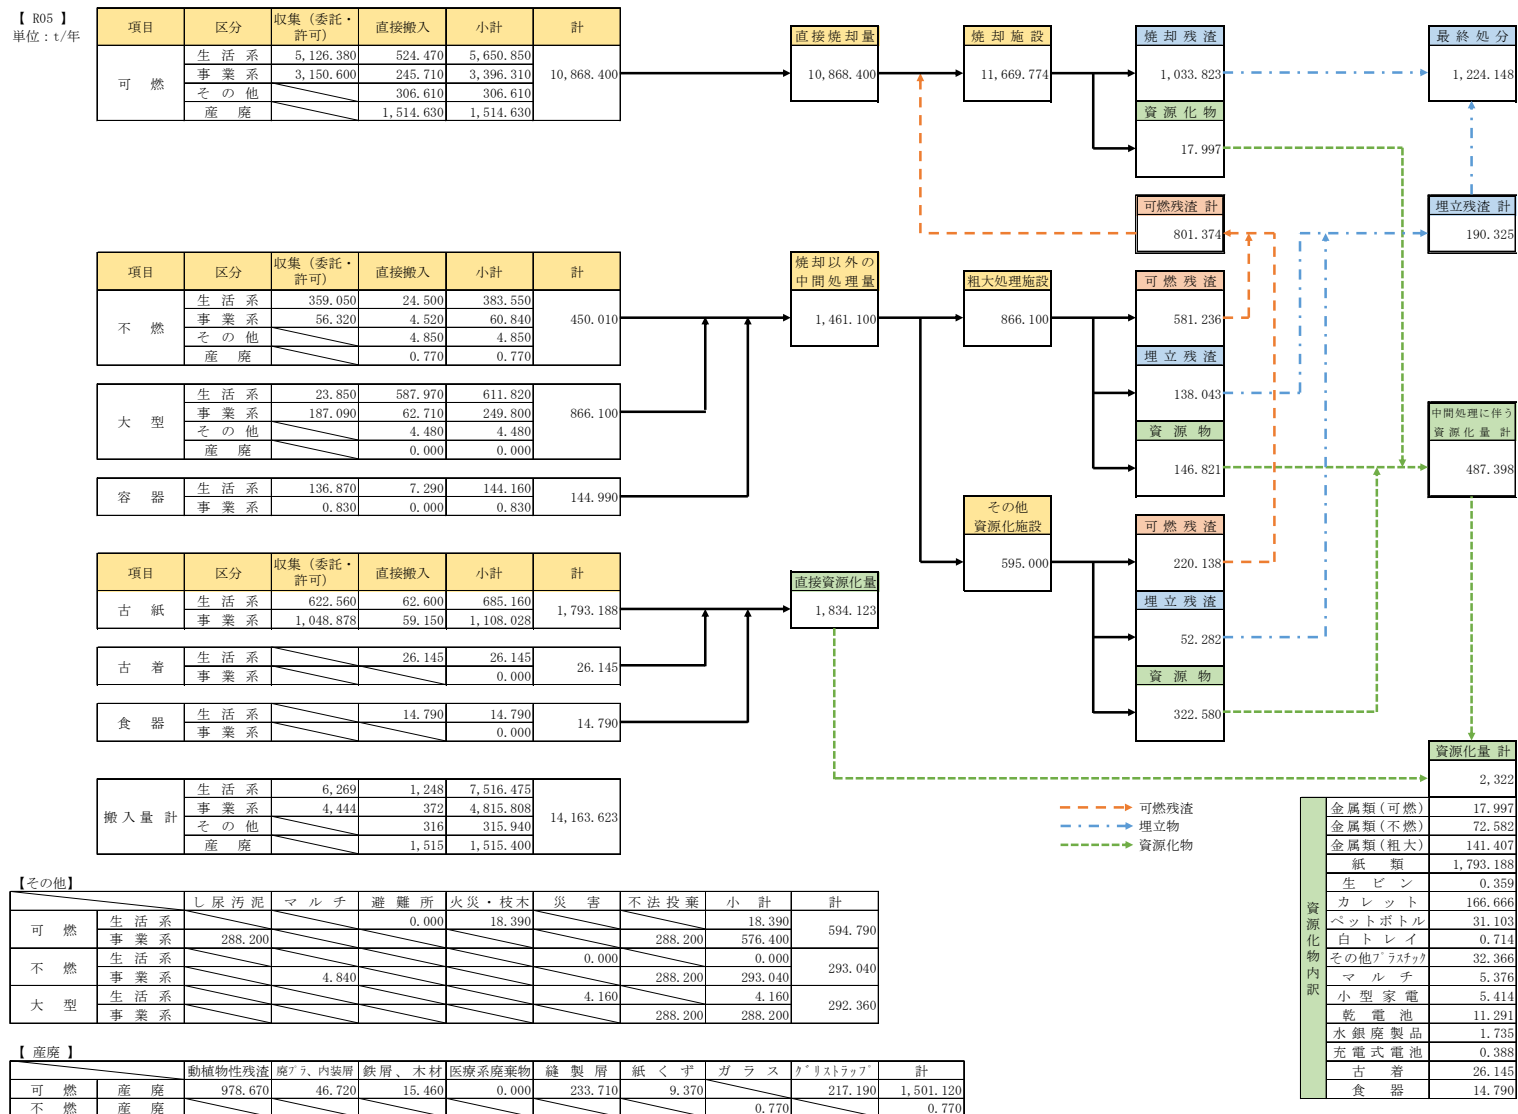 【 R05 】
単位：t/年
項目 区分 収集（委託・許可） 直接搬入 小計 計
可 燃 生 活 系 5,126.380 524.470 5,650.850 10,868.400
事 業 系 3,150.600 245.710 3,396.310
そ の 他 306.610 306.610
産 廃 1,514.630 1,514.630
直接焼却量
10,868.400
焼 却 施 設
11,669.774
焼 却 残 渣
1,033.823
資 源 化 物
17.997
最 終 処 分
1,224.148
可燃残渣 計
801.374
埋立残渣 計
190.325
項目 区分 収集（委託・許可） 直接搬入 小計 計
不 燃 生 活 系 359.050 24.500 383.550 450.010
事 業 系 56.320 4.520 60.840
そ の 他 4.850 4.850
産 廃 0.770 0.770
大 型 生 活 系 23.850 587.970 611.820 866.100
事 業 系 187.090 62.710 249.800
そ の 他 4.480 4.480
産 廃 0.000 0.000
容 器 生 活 系 136.870 7.290 144.160 144.990
事 業 系 0.830 0.000 0.830
焼 却 以 外 の
中 間 処 理 量
1,461.100
粗大処理施設
866.100
可 燃 残 渣
581.236
埋 立 残 渣
138.043
資 源 物
146.821
中間処理に伴う
資 源 化 量 計
487.398
その他
資源化施設
595.000
可 燃 残 渣
220.138
埋 立 残 渣
52.282
資 源 物
322.580
項目 区分 収集（委託・許可） 直接搬入 小計 計
古 紙 生 活 系 622.560 62.600 685.160 1,793.188
事 業 系 1,048.878 59.150 1,108.028
古 着 生 活 系 26.145 26.145 26.145
事 業 系 0.000
食 器 生 活 系 14.790 14.790 14.790
事 業 系 0.000
直接資源化量
1,834.123
搬 入 量 計 生 活 系 6,269 1,248 7,516.475 14,163.623
事 業 系 4,444 372 4,815.808
そ の 他 316 315.940
産 廃 1,515 1,515.400
可燃残渣
埋立物
資源化物
資源化量 計
2,322
資源化物内訳
金属類(可燃) 17.997
金属類(不燃) 72.582
金属類(粗大) 141.407
紙 類 1,793.188
生 ビ ン 0.359
カ レ ッ ト 166.666
ペットボトル 31.103
白 ト レ イ 0.714
その他ﾌﾟﾗｽﾁｯｸ 32.366
マ ル チ 5.376
小 型 家 電 5.414
乾 電 池 11.291
水 銀 廃 製 品 1.735
充 電 式 電 池 0.388
古 着 26.145
食 器 14.790
【その他】
し 尿 汚 泥 マ ル チ 避 難 所 火災・枝木 災 害 不 法 投 棄 小 計 計
可 燃 生 活 系 0.000 18.390 18.390 594.790
事 業 系 288.200 288.200 576.400
不 燃 生 活 系 0.000 0.000 293.040
事 業 系 4.840 288.200 293.040
大 型 生 活 系 4.160 4.160 292.360
事 業 系 288.200 288.200
【 産廃 】
動植物性残渣 廃ﾌﾟﾗ、内装屑 鉄屑、木材 医療系廃棄物 縫 製 屑 紙 く ず ガ ラ ス ｸﾞﾘｽﾄﾗｯﾌﾟ 計
可 燃 産 廃 978.670 46.720 15.460 0.000 233.710 9.370 217.190 1,501.120
不 燃 産 廃 0.770 0.770